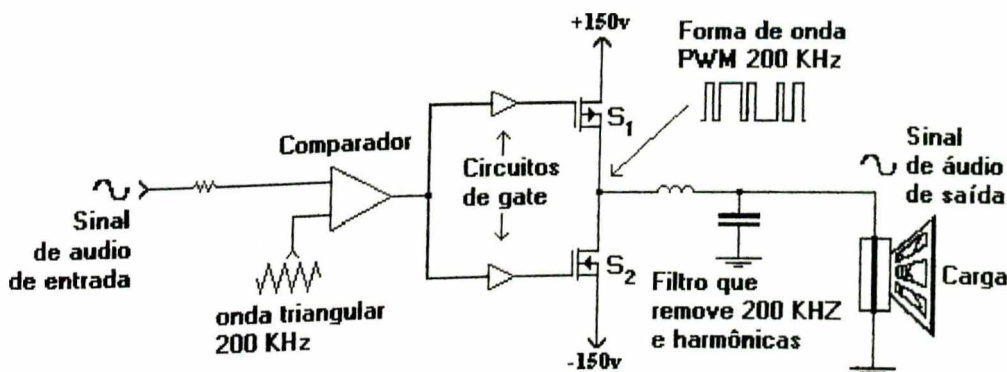 +150v
Forma de onda
PWM 200 KHz
S1
Comparador
Circuitos
de gate
Sinal
de áudio
de saída
Sinal
de audio
de entrada
onda triangular
200 KHz
S2
Filtro que
remove 200 KHZ
e harmônicas
Carga
-150v